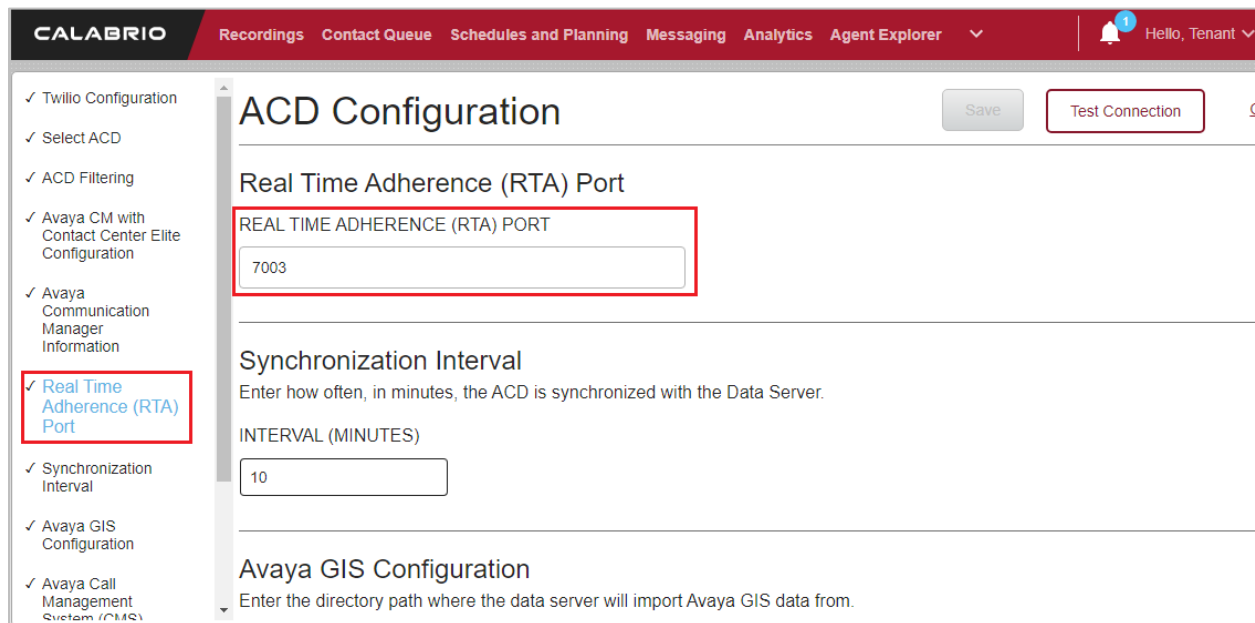 CALABRIO
Recordings Contact Queue Schedules and Planning Messaging Analytics Agent Explorer
1
Hello, Tenant
✓ Twilio Configuration
✓ Select ACD
✓ ACD Filtering
✓ Avaya CM with
Contact Center Elite
Configuration
✓ Avaya
Communication
Manager
Information
✓ Real Time
Adherence (RTA)
Port
✓ Synchronization
Interval
✓ Avaya GIS
Configuration
✓ Avaya Call
Management
System (CMS)
ACD Configuration
Save
Test Connection
Real Time Adherence (RTA) Port
REAL TIME ADHERENCE (RTA) PORT
7003
Synchronization Interval
Enter how often, in minutes, the ACD is synchronized with the Data Server.
INTERVAL (MINUTES)
10
Avaya GIS Configuration
Enter the directory path where the data server will import Avaya GIS data from.